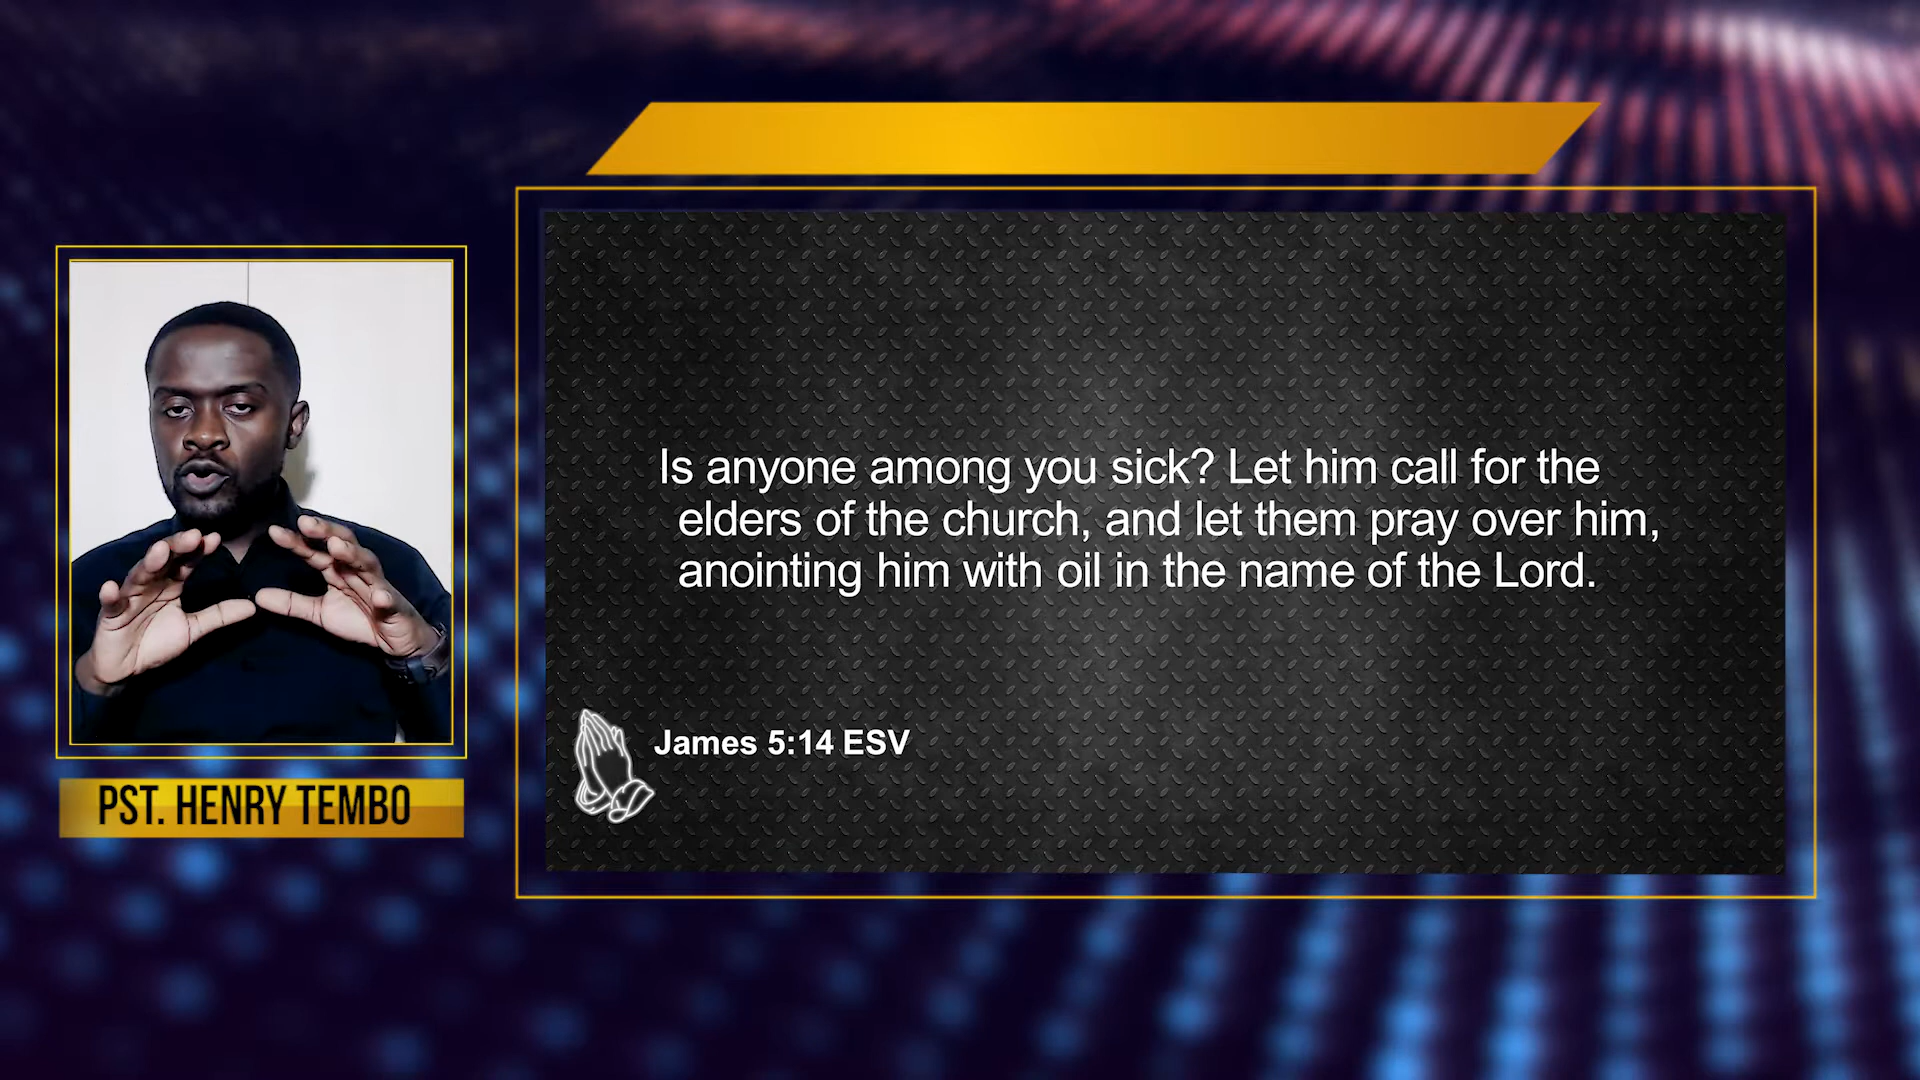 Is anyone among you sick? Let him call for the
elders of the church, and let them pray over him,
anointing him with oil in the name of the Lord.
James 5:14 ESV
PST. HENRY TEMBO